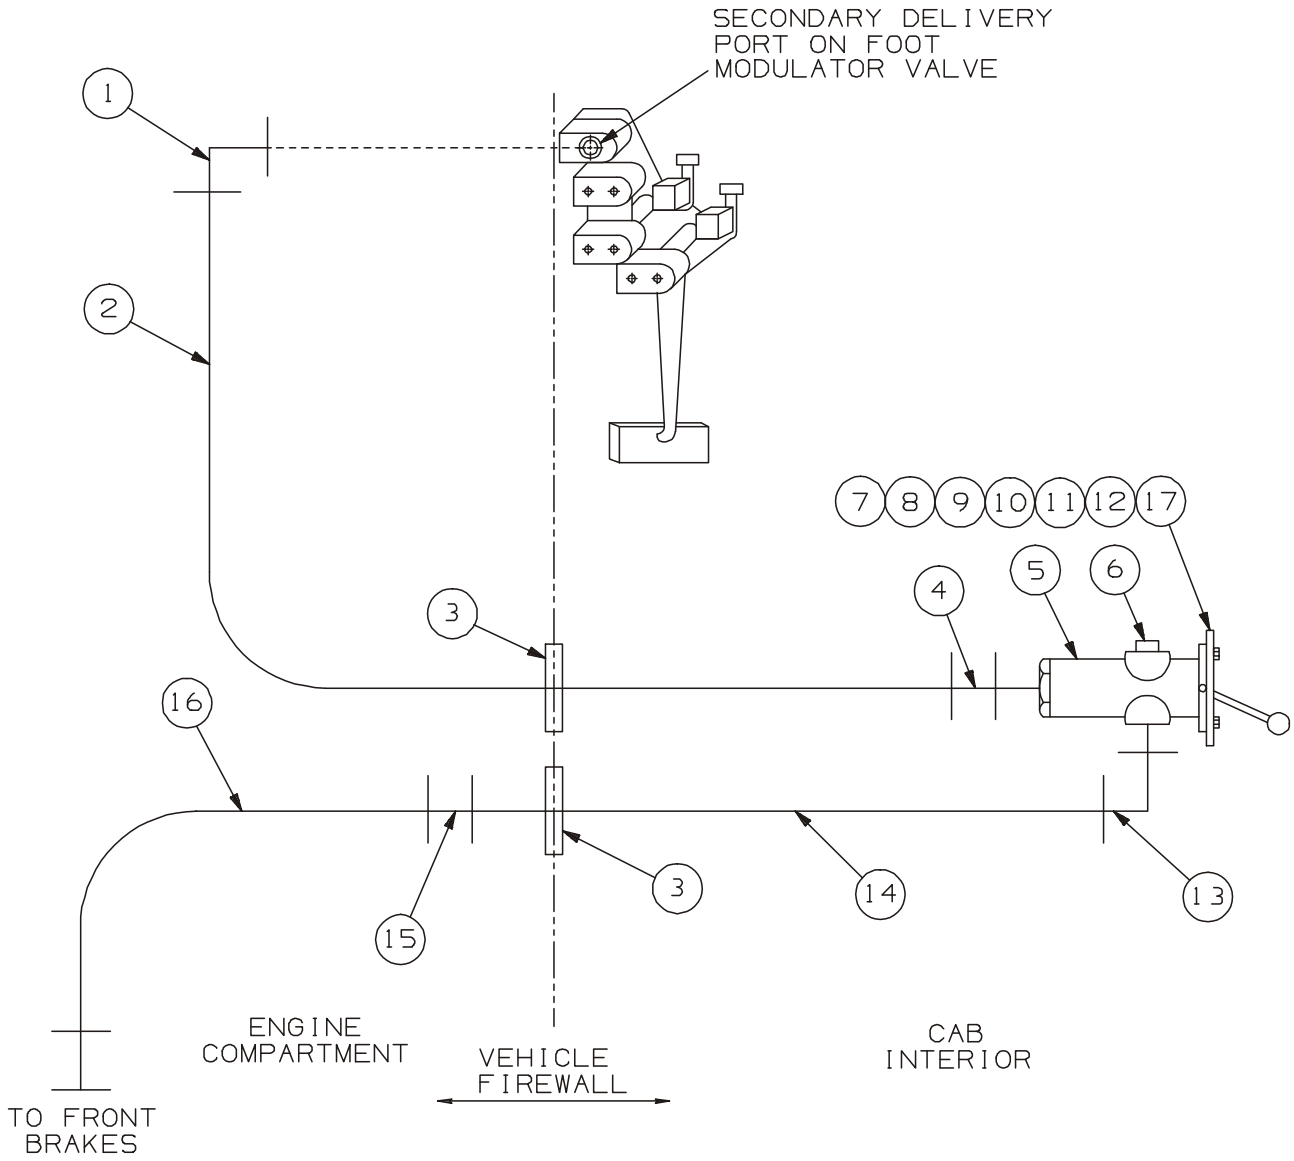 SECONDARY DELIVERY
PORT ON FOOT
MODULATOR VALVE
1
2
7 8 9 10 11 12 17
3
4
5
6
16
15
3
14
13
ENGINE
COMPARTMENT
VEHICLE
FIREWALL
CAB
INTERIOR
TO FRONT
BRAKES